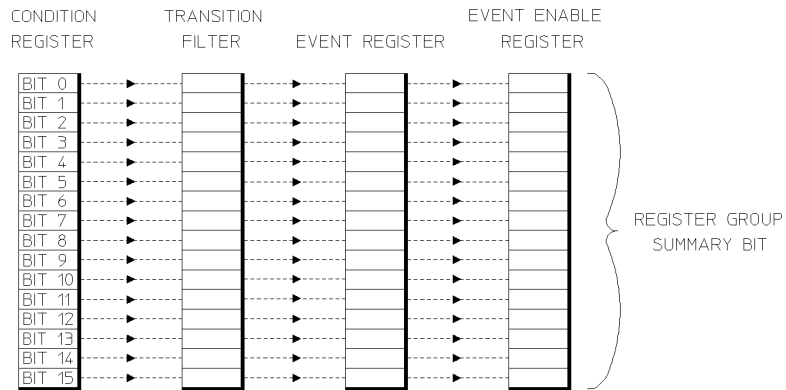 CONDITION
REGISTER
TRANSITION
FILTER
EVENT REGISTER
EVENT ENABLE
REGISTER
BIT 0
BIT 1
BIT 2
BIT 3
BIT 4
BIT 5
BIT 6
BIT 7
BIT 8
BIT 9
BIT 10
BIT 11
BIT 12
BIT 13
BIT 14
BIT 15
REGISTER GROUP
SUMMARY BIT